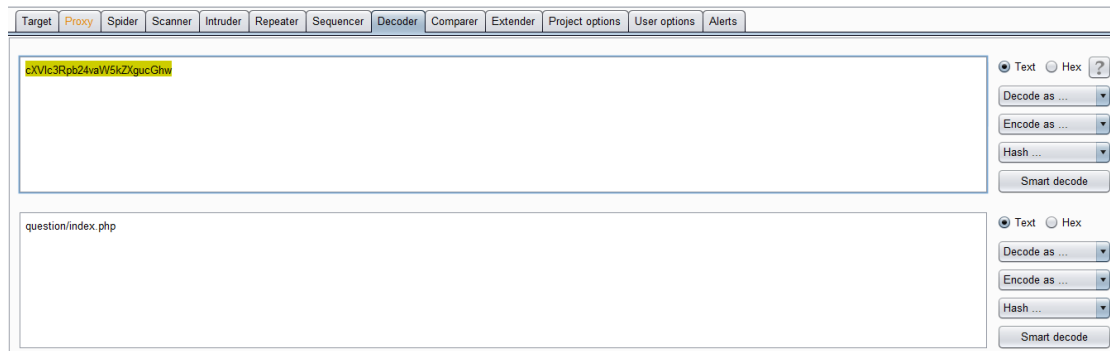 Target Proxy Spider Scanner Intruder Repeater Sequencer Decoder Comparer Extender Project options User options Alerts
cXVlc3Rpb24vaW5kZXgucGhw
Text Hex ?
Decode as ...
Encode as ...
Hash ...
Smart decode
question/index.php
Text Hex
Decode as ...
Encode as ...
Hash ...
Smart decode